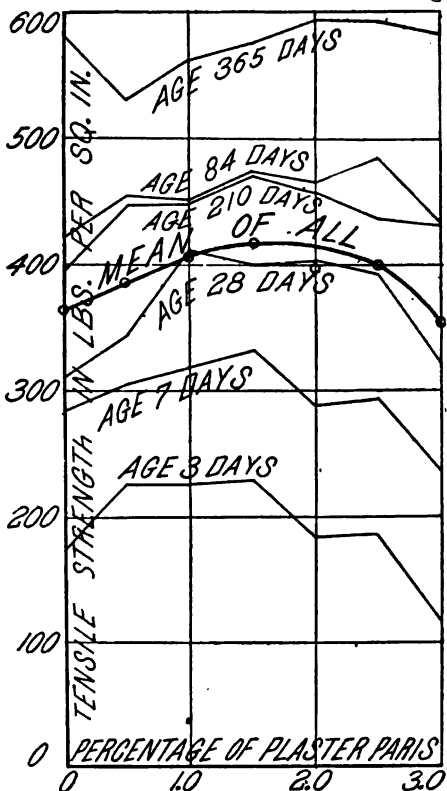 600
500
400
300
200
100
0
TENSILE STRENGTH IN LBS. PER SQ. IN.
AGE 365 DAYS
AGE 84 DAYS
AGE 210 DAYS
MEAN OF ALL
AGE 28 DAYS
AGE 7 DAYS
AGE 3 DAYS
PERCENTAGE OF PLASTER PARIS
0 1.0 2.0 3.0